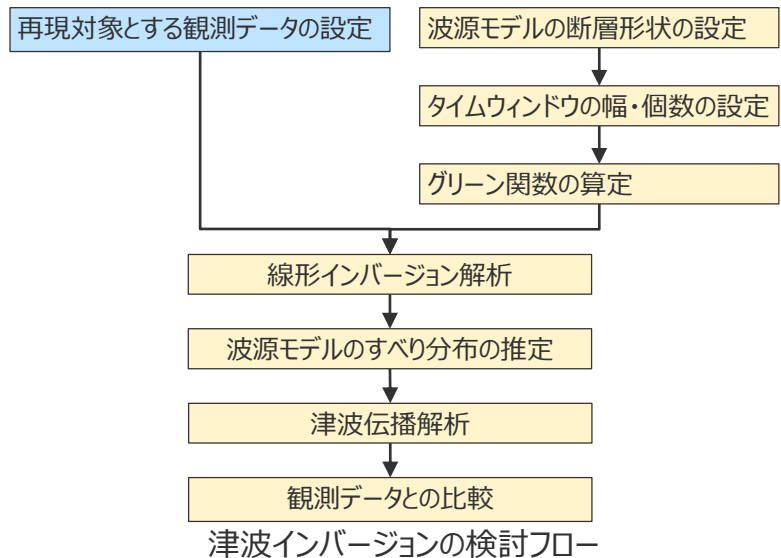 再現対象とする観測データの設定
波源モデルの断層形状の設定
タイムウィンドウの幅・個数の設定
グリーン関数の算定
線形インバージョン解析
波源モデルのすべり分布の推定
津波伝播解析
観測データとの比較
津波インバージョンの検討フロー